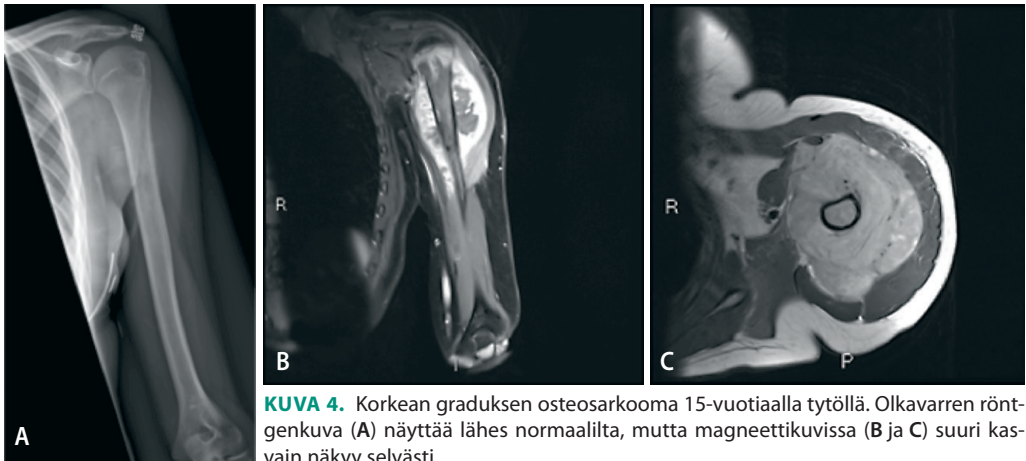 R
R
P
A
B
C
KUVA 4. Korkean graduksen osteosarkooma 15-vuotiaalla tytöllä. Olkavarren rönt-
genkuva (A) näyttää lähes normaalilta, mutta magneettikuvissa (B ja C) suuri kas-
vain näkyy selvästi